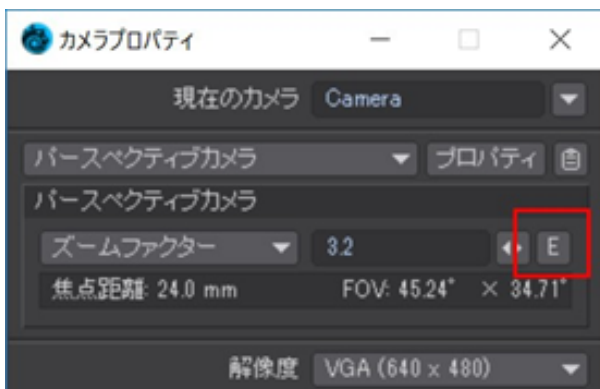 カメラプロパティ
現在のカメラ Camera
パースペクティブカメラ プロパティ
パースペクティブカメラ
ズームファクター 3.2 E
焦点距離: 24.0 mm FOV: 45.24° × 34.71°
解像度 VGA (640 x 480)